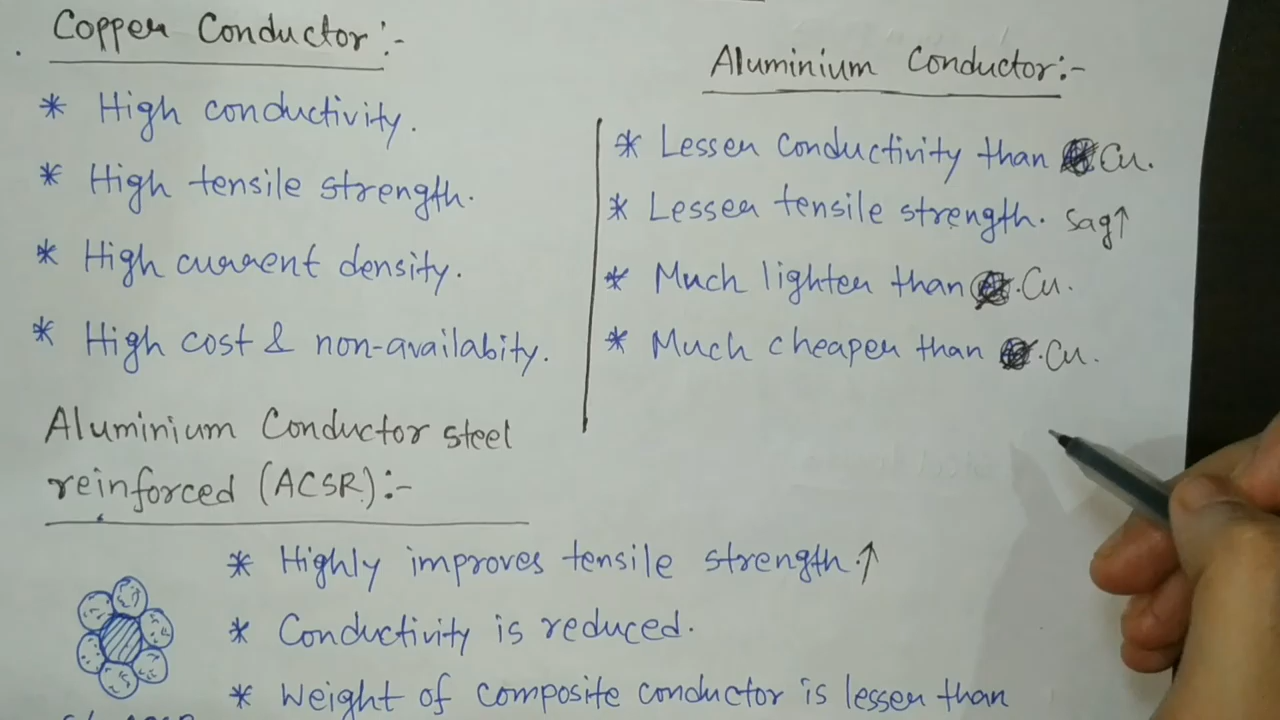 Copper Conductor:-
* High conductivity.
* High tensile strength.
* High current density.
* High cost & non-availabity.
Aluminium Conductor:-
* Lesser conductivity than Cu.
* Lesser tensile strength. Sag↑
* Much lighter than Cu.
* Much cheaper than Cu.
Aluminium Conductor steel
reinforced (ACSR):-
* Highly improves tensile strength.↑
* Conductivity is reduced.
* Weight of composite conductor is lesser than